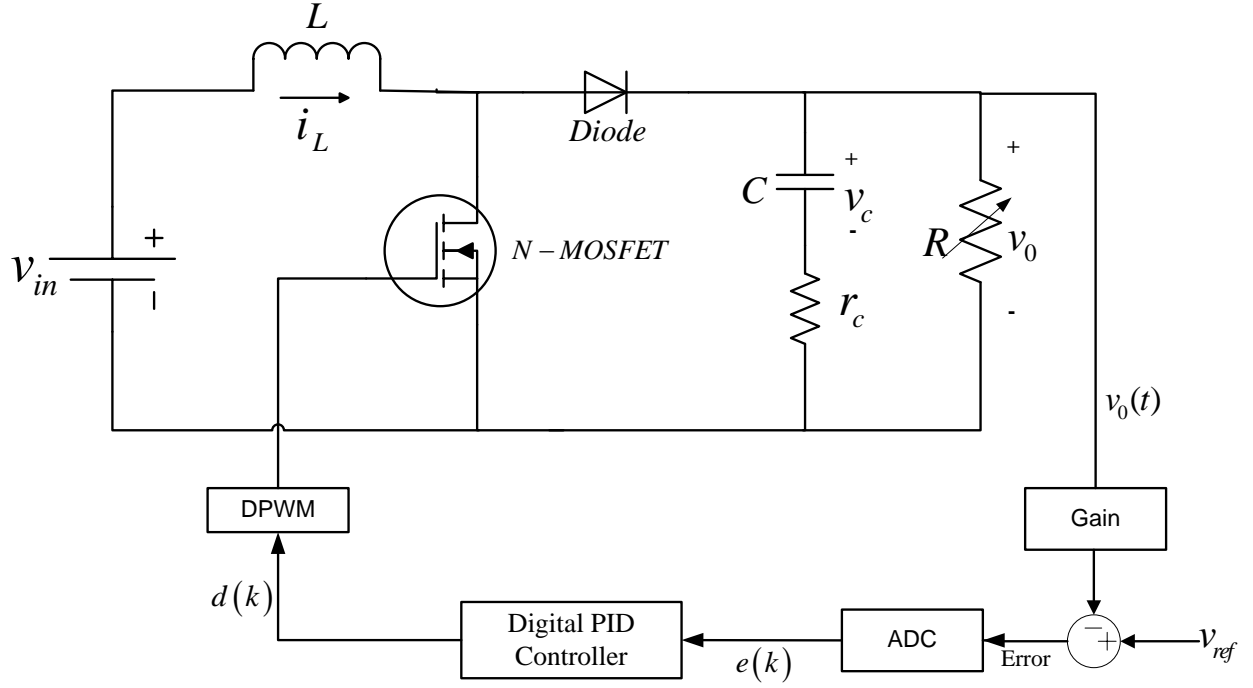 L
i_L
Diode
+
C
v_c
-
r_c
+
R
v_0
-
N – MOSFET
v_in
+
–
v_0(t)
DPWM
Gain
d(k)
Digital PID
Controller
e(k)
ADC
Error
−
+
v_ref